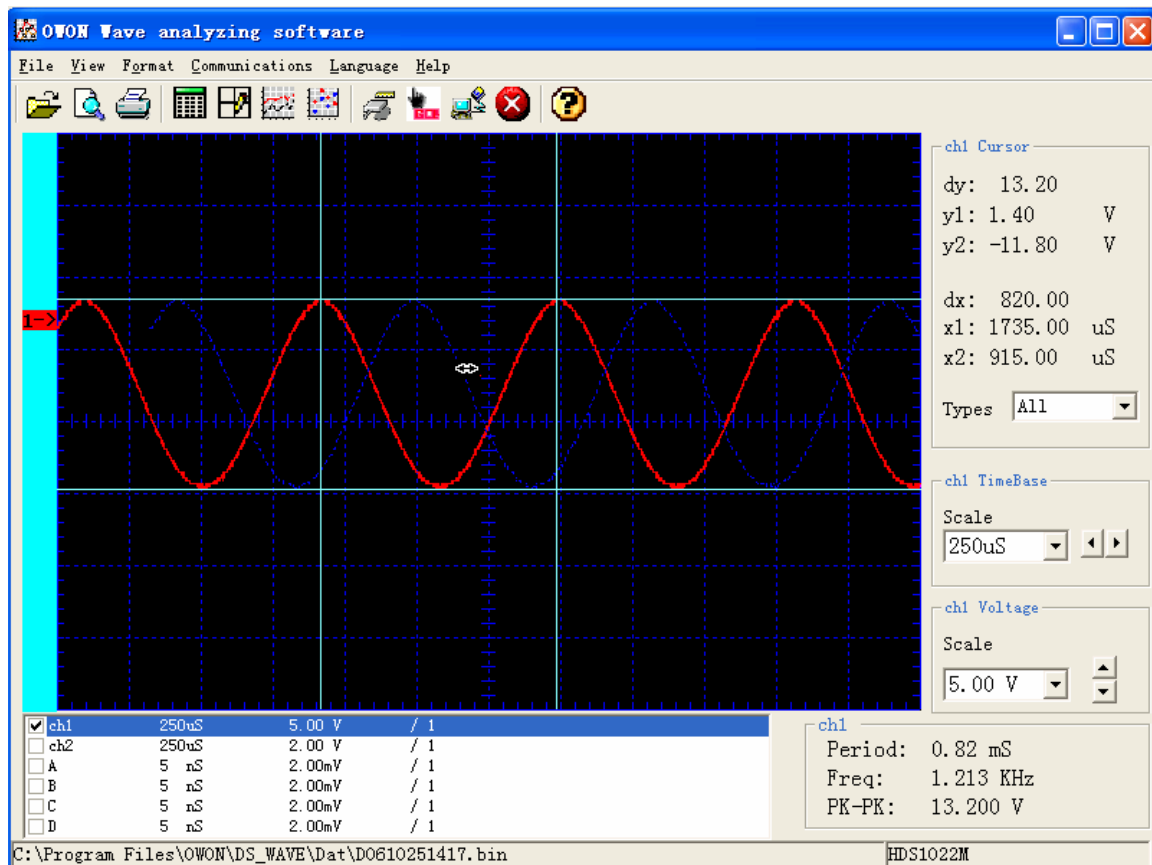 OWON Wave analyzing software
File View Format Communications Language Help
1->
ch1 Cursor
dy: 13.20
y1: 1.40 V
y2: -11.80 V
dx: 820.00
x1: 1735.00 uS
x2: 915.00 uS
Types All
ch1 TimeBase
Scale
250uS
ch1 Voltage
Scale
5.00 V
ch1 250uS 5.00 V / 1
ch2 250uS 2.00 V / 1
A 5 nS 2.00mV / 1
B 5 nS 2.00mV / 1
C 5 nS 2.00mV / 1
D 5 nS 2.00mV / 1
ch1
Period: 0.82 mS
Freq: 1.213 KHz
PK-PK: 13.200 V
C:\Program Files\OWON\DS_WAVE\Dat\D0610251417.bin
HDS1022M